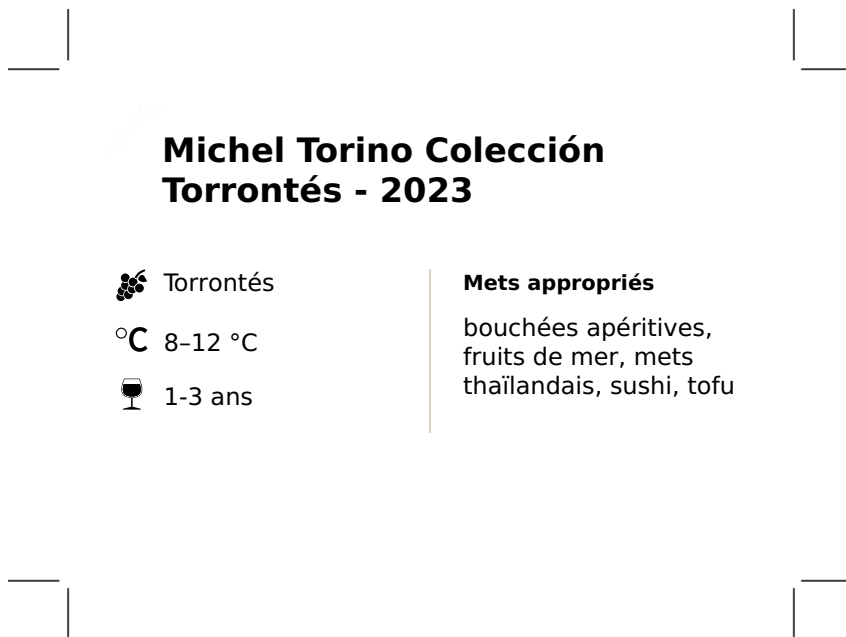 Michel Torino Colección
Torrontés - 2023
Torrontés
°C 8–12 °C
1-3 ans
Mets appropriés
bouchées apéritives,
fruits de mer, mets
thaïlandais, sushi, tofu